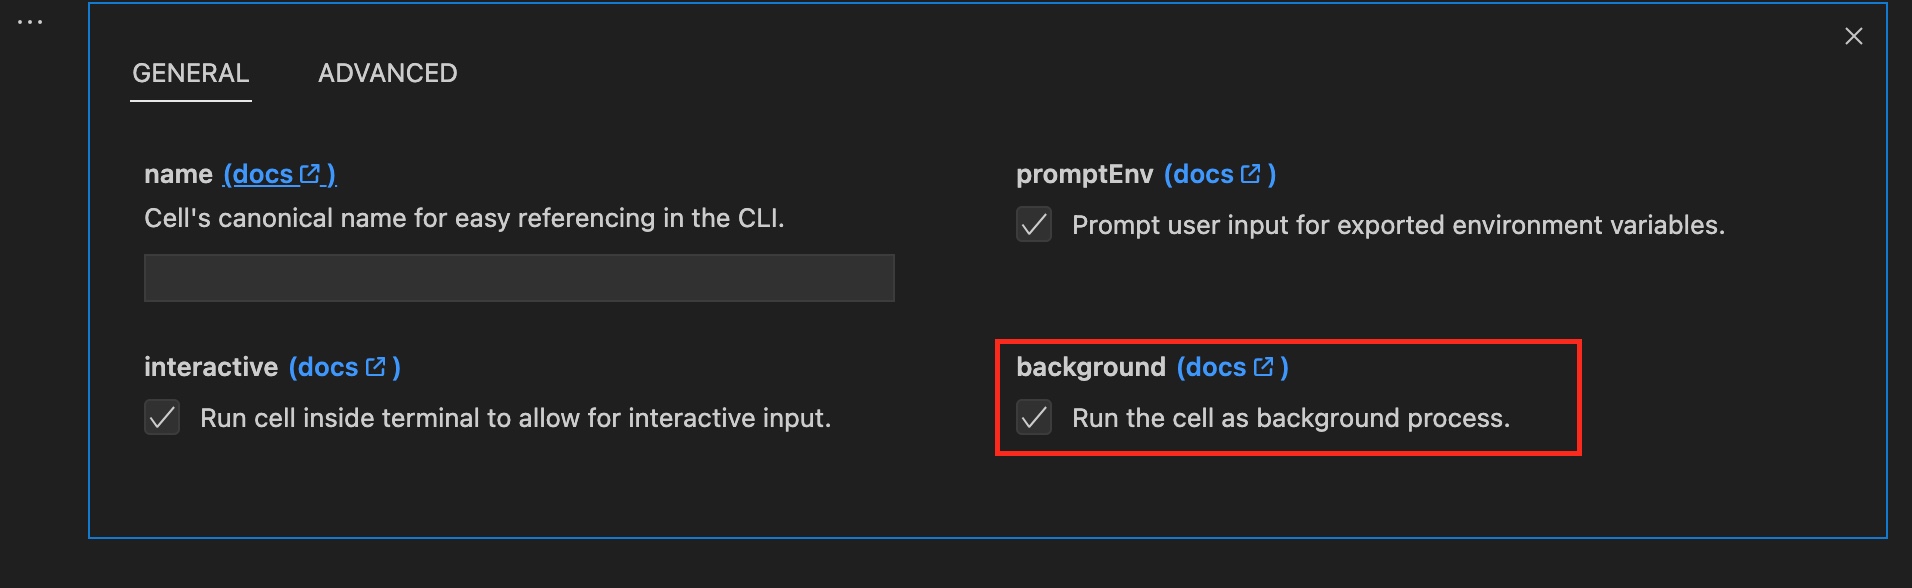 ...
GENERAL ADVANCED
name (docs)
Cell's canonical name for easy referencing in the CLI.
promptEnv (docs)
Prompt user input for exported environment variables.
interactive (docs)
Run cell inside terminal to allow for interactive input.
background (docs)
Run the cell as background process.